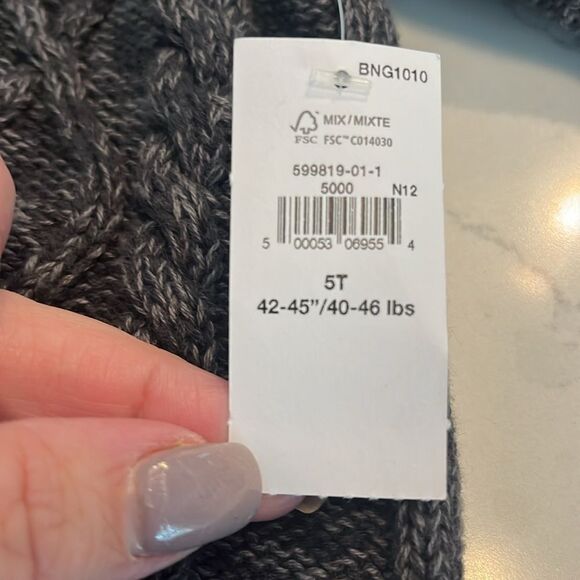 BNG1010
MIX/MIXTE
FSC FSC™ C014030
599819-01-1
5000 N12
5 00053 06955 4
5T
42-45"/40-46 lbs